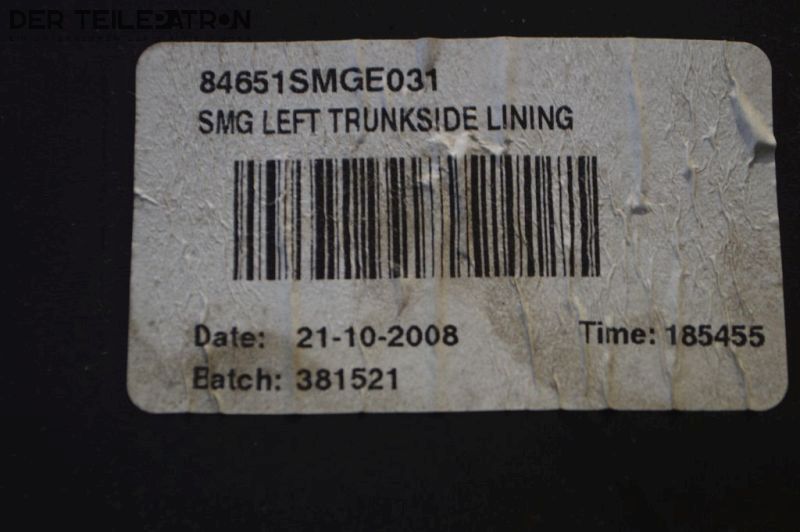 DER TEILEPATRON
84651SMGE031
SMG LEFT TRUNKSIDE LINING
Date: 21-10-2008 Time: 185455
Batch: 381521